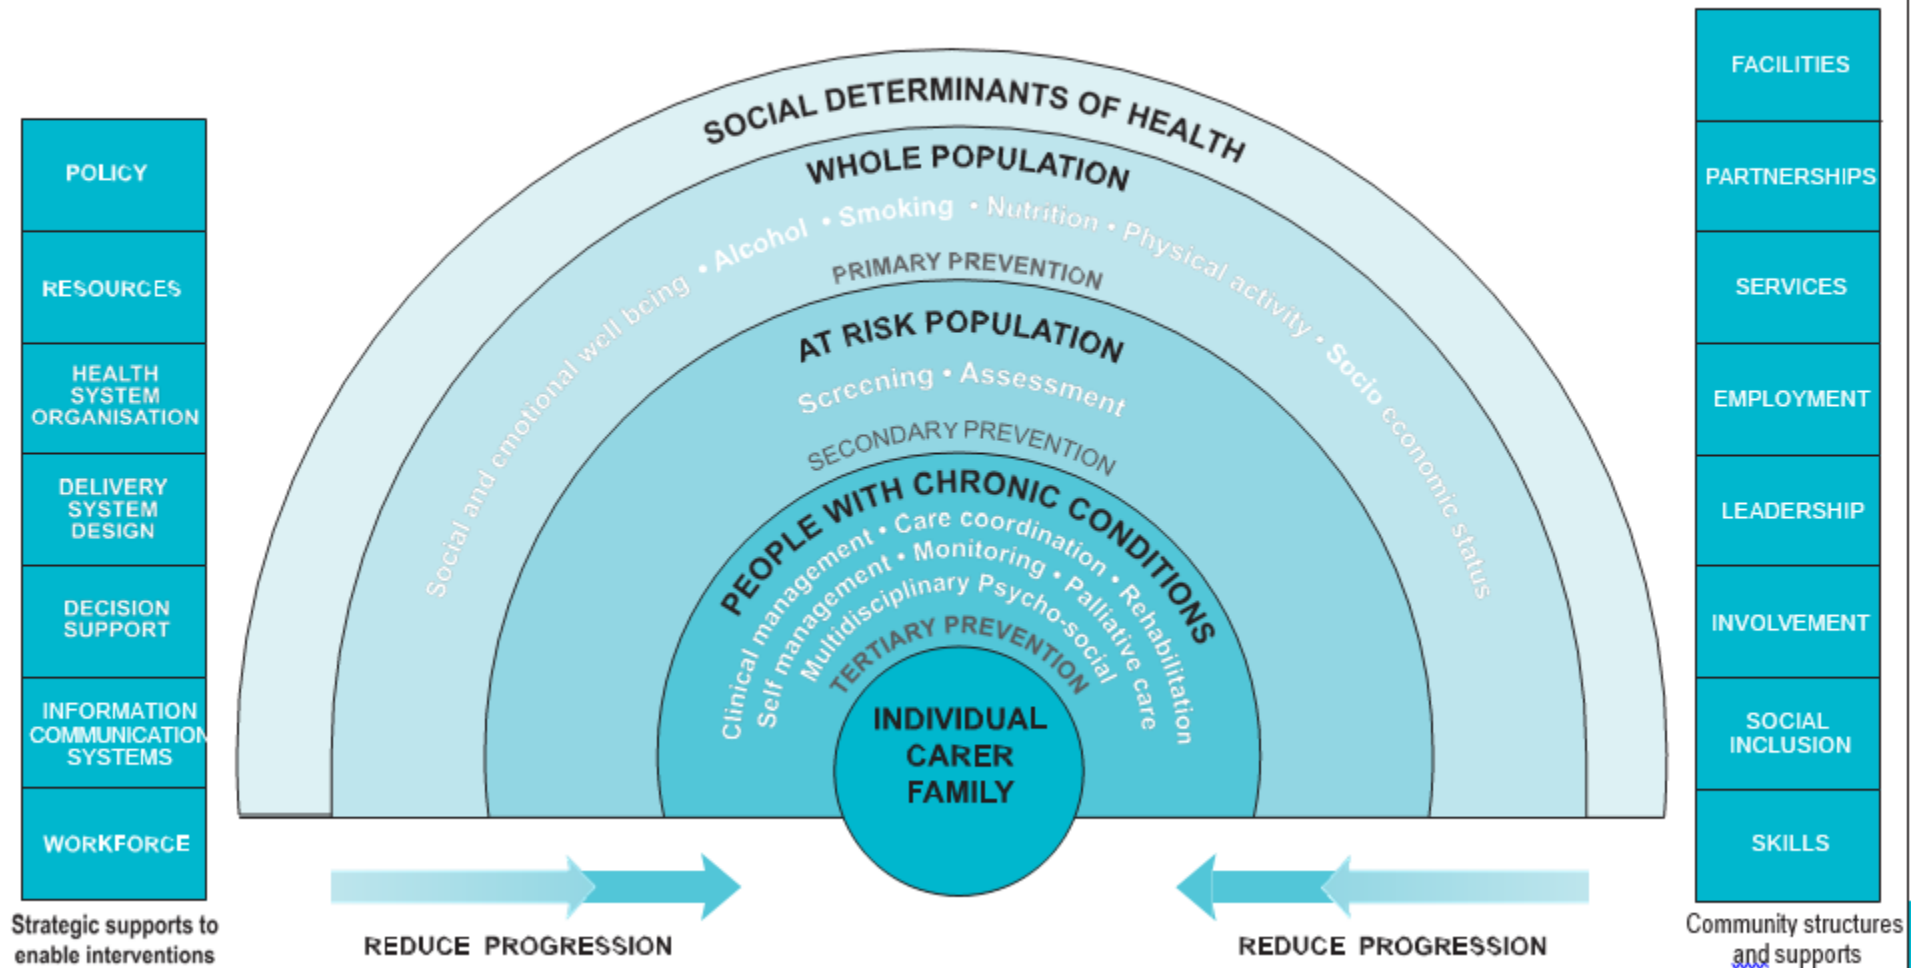 POLICY
RESOURCES
HEALTH
SYSTEM
ORGANISATION
DELIVERY
SYSTEM
DESIGN
DECISION
SUPPORT
INFORMATION
COMMUNICATION
SYSTEMS
WORKFORCE
Strategic supports to
enable interventions
SOCIAL DETERMINANTS OF HEALTH
WHOLE POPULATION
Social and emotional well being • Alcohol • Smoking • Nutrition • Physical activity • Socio economic status
PRIMARY PREVENTION
AT RISK POPULATION
Screening • Assessment
SECONDARY PREVENTION
PEOPLE WITH CHRONIC CONDITIONS
Clinical management • Care coordination • Rehabilitation
Self management • Monitoring • Palliative care
Multidisciplinary Psycho-social
TERTIARY PREVENTION
INDIVIDUAL
CARER
FAMILY
REDUCE PROGRESSION
REDUCE PROGRESSION
FACILITIES
PARTNERSHIPS
SERVICES
EMPLOYMENT
LEADERSHIP
INVOLVEMENT
SOCIAL
INCLUSION
SKILLS
Community structures
and supports